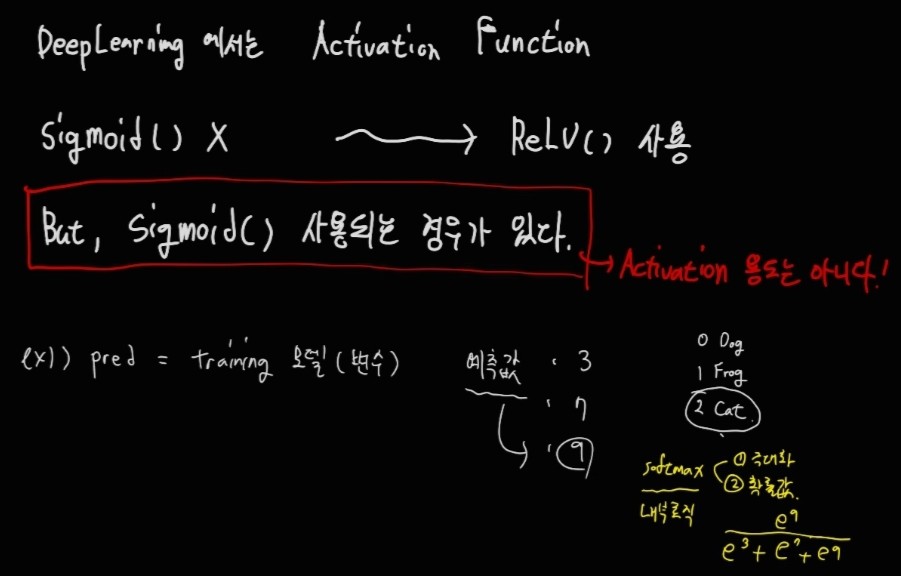 DeepLearning 에서는 Activation Function
Sigmoid() X → ReLU() 사용
But, Sigmoid() 사용되는 경우가 있다.
→ Activation 용도는 아니다!
ex1) pred = training 모델(변수)
예측값 · 3
· 7
· 9
0 Dog
1 Frog
2 Cat
softmax ① 극대화
② 확률값.
내부로직
e^9
e^3 + e^7 + e^9